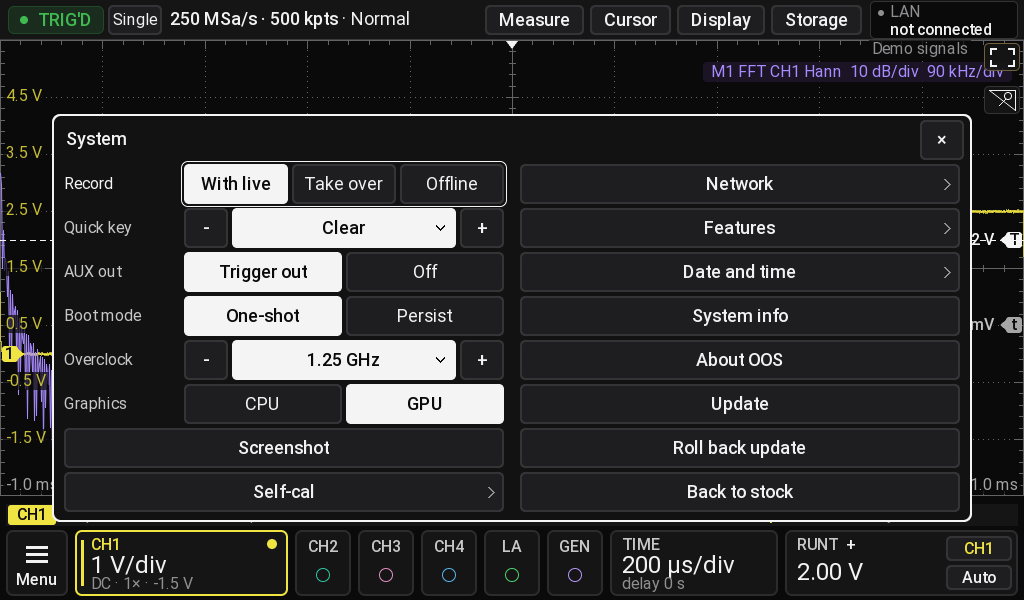 TRIG'D Single 250 MSa/s · 500 kpts · Normal Measure Cursor Display Storage LAN
not connected
Demo signals
M1 FFT CH1 Hann 10 dB/div 90 kHz/div
4.5 V
System ×
3.5 V
Record With live Take over Offline Network
2.5 V
Quick key - Clear + Features
2 V T
1.5 V
AUX out Trigger out Off Date and time
Boot mode One-shot Persist System info
0.5 V
mV t
1
Overclock - 1.25 GHz + About OOS
-0.5 V
Graphics CPU GPU Update
-1.5 V
Screenshot Roll back update
-1.0 ms 1.0 ms
Self-cal Back to stock
CH1
Menu
CH1
1 V/div
DC · 1× · -1.5 V
CH2 CH3 CH4 LA GEN
TIME
200 µs/div
delay 0 s
RUNT +
2.00 V
CH1
Auto